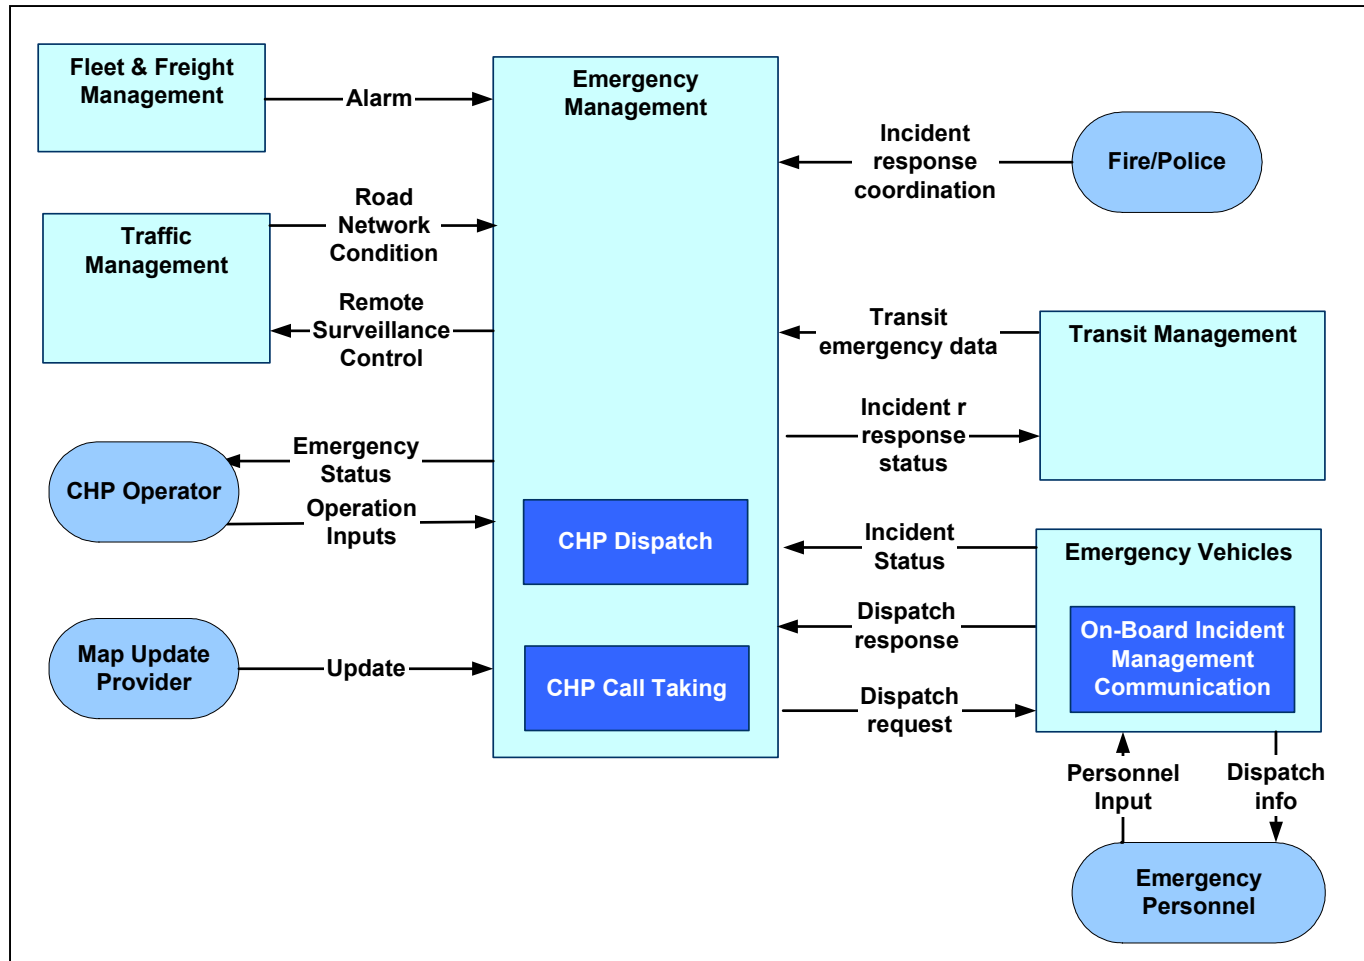 Fleet & Freight
Management
Alarm
Emergency
Management
Incident
response
coordination
Fire/Police
Road
Network
Condition
Traffic
Management
Remote
Surveillance
Control
Transit
emergency data
Transit Management
Incident r
response
status
Emergency
Status
CHP Operator
Operation
Inputs
CHP Dispatch
Incident
Status
Emergency Vehicles
Dispatch
response
On-Board Incident
Management
Communication
Map Update
Provider
Update
CHP Call Taking
Dispatch
request
Personnel
Input
Dispatch
info
Emergency
Personnel